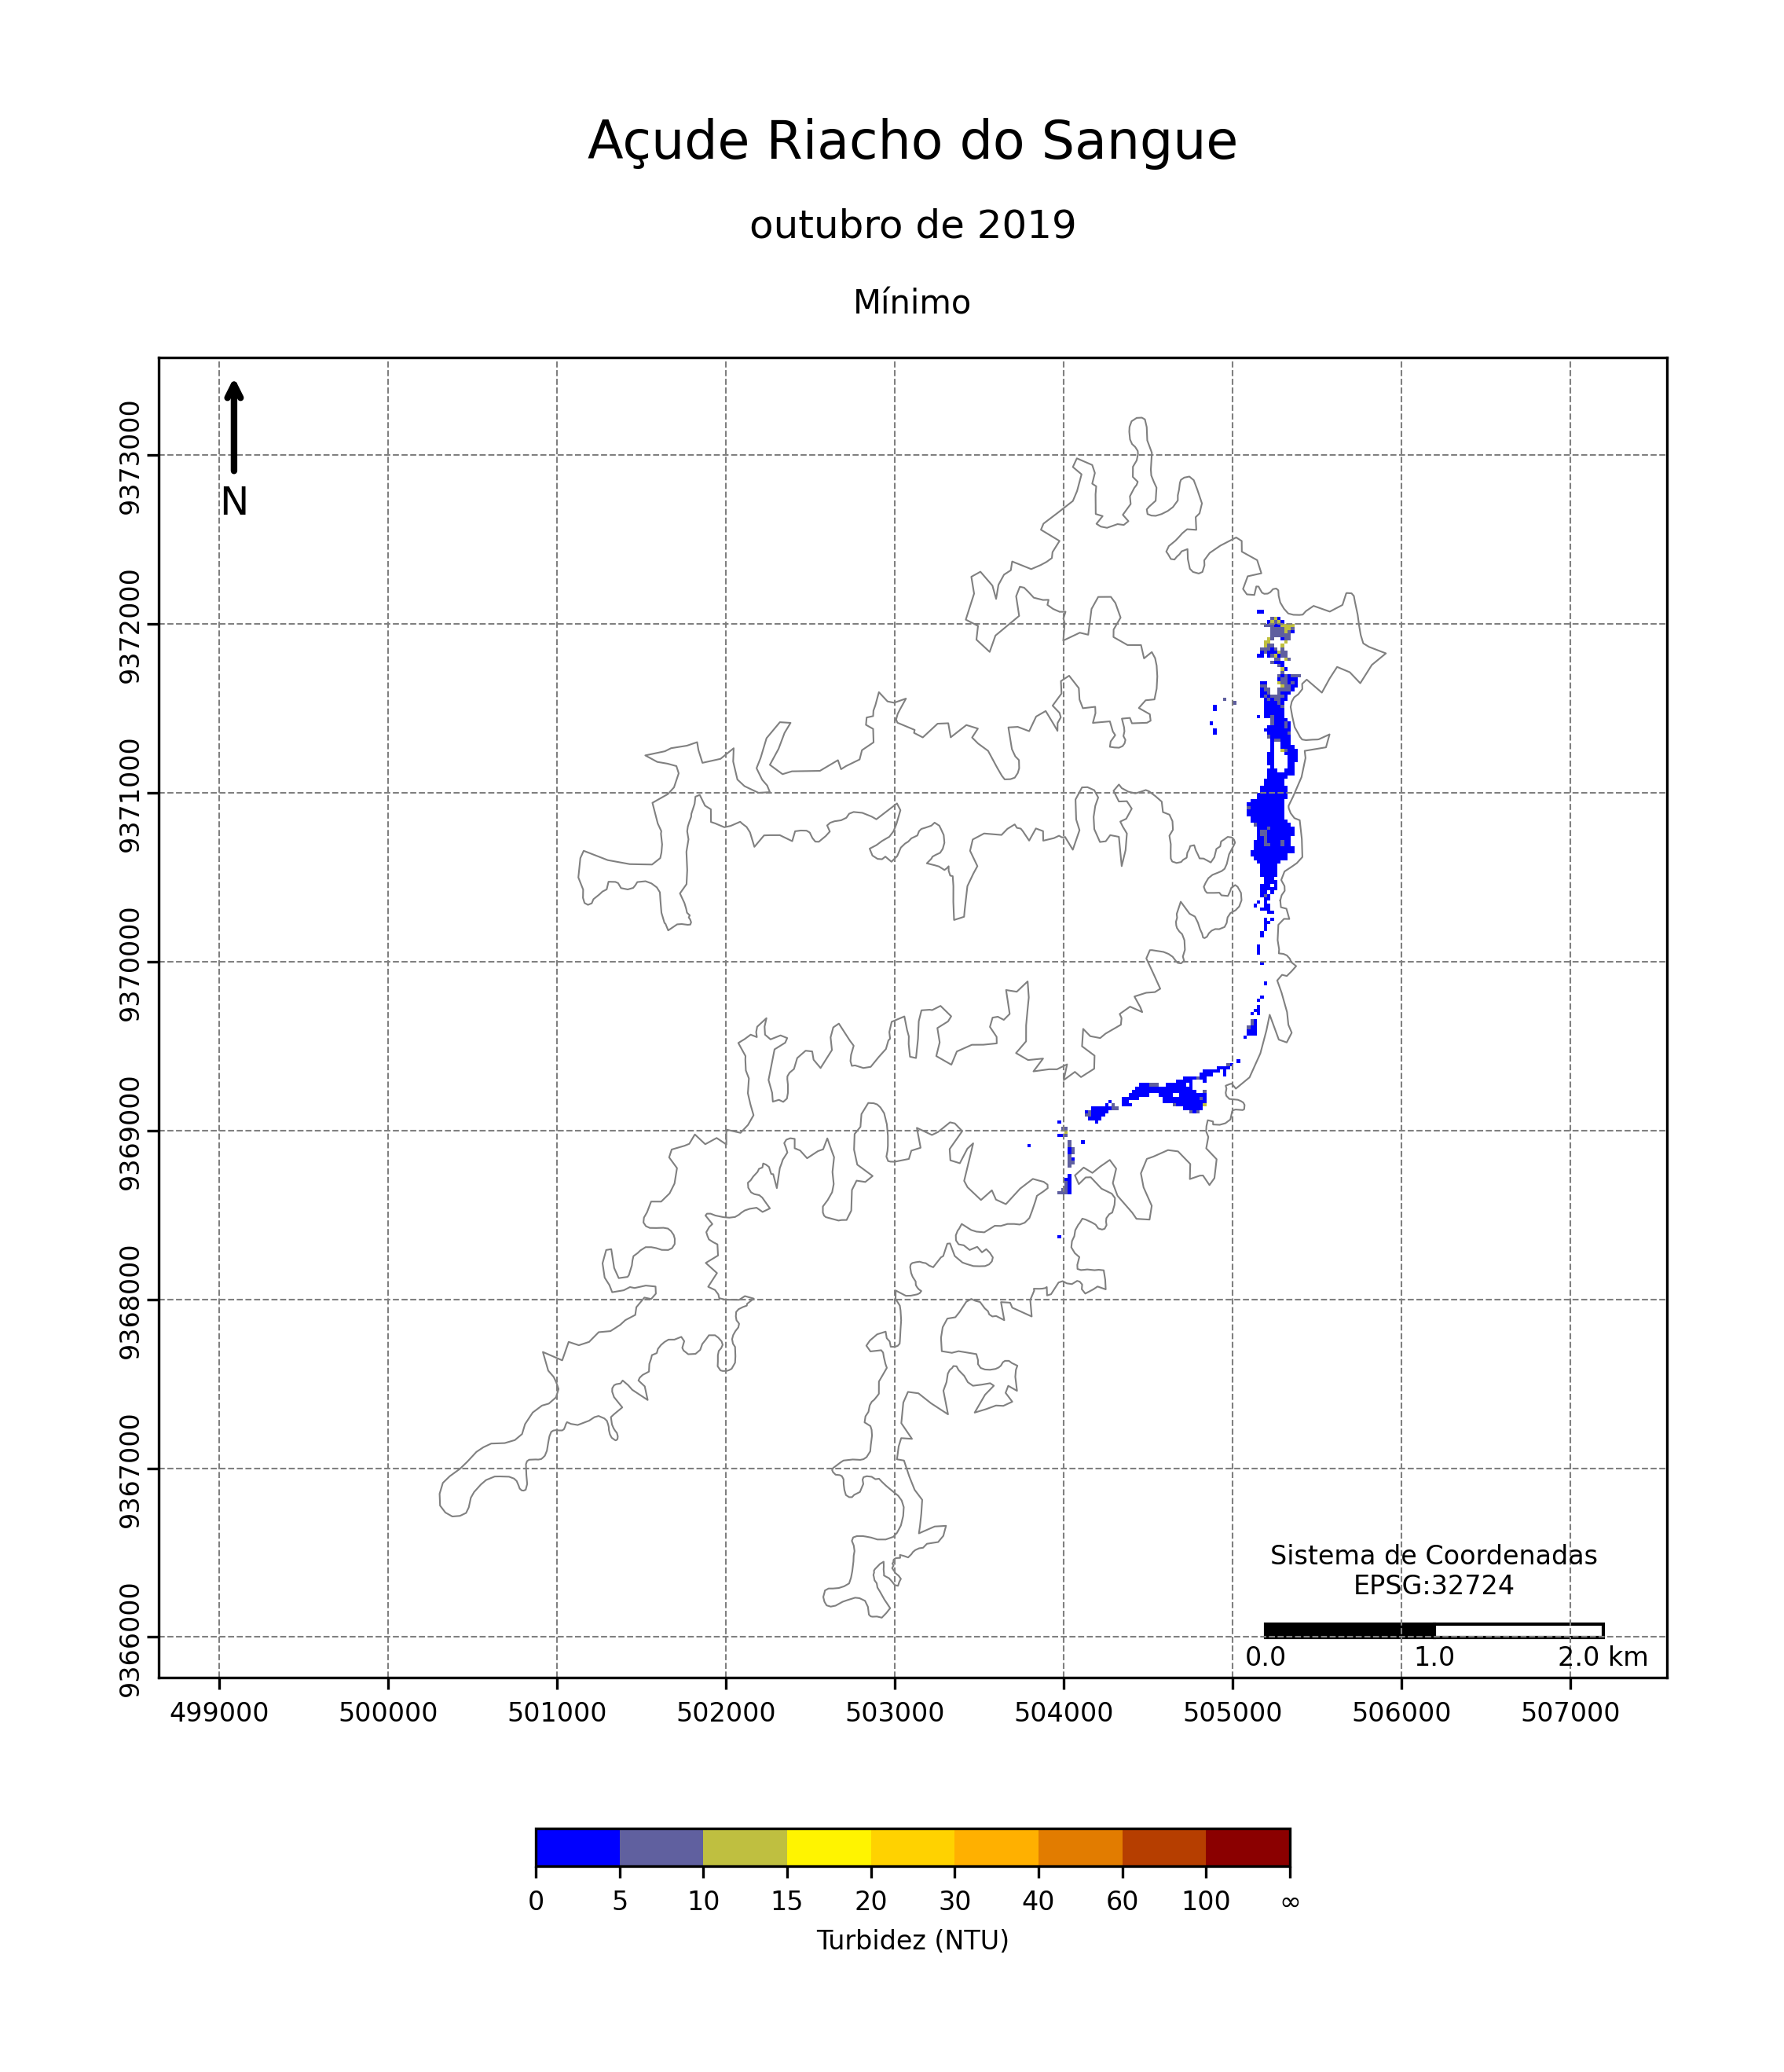 Açude Riacho do Sangue
outubro de 2019
Mínimo
N
9373000
9372000
9371000
9370000
9369000
9368000
9367000
9366000
Sistema de Coordenadas
EPSG:32724
0.0 1.0 2.0 km
499000 500000 501000 502000 503000 504000 505000 506000 507000
0 5 10 15 20 30 40 60 100 ∞
Turbidez (NTU)